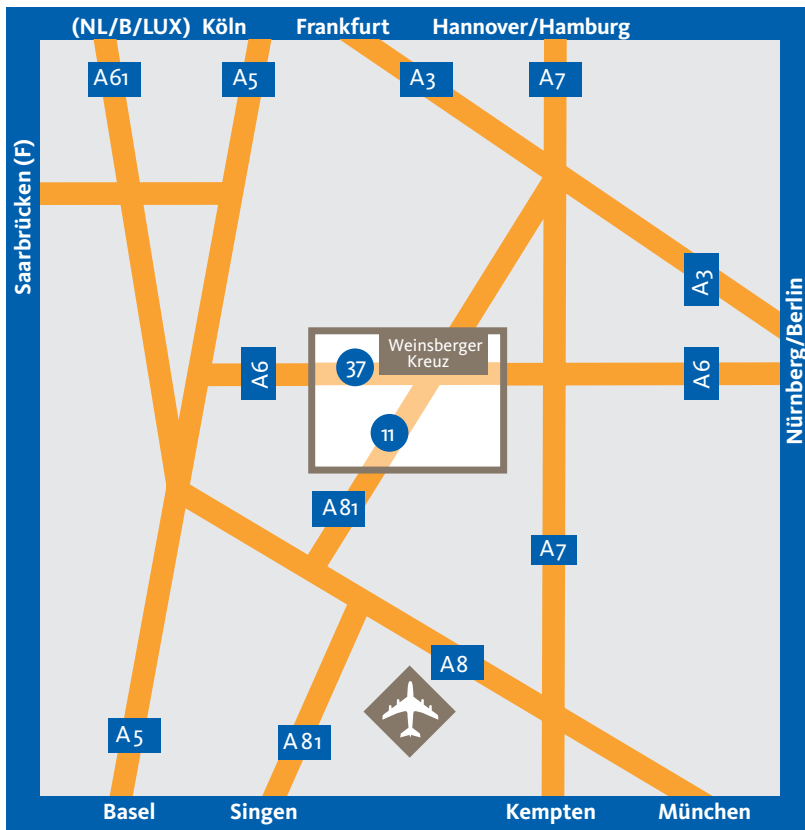 (NL/B/LUX) Köln Frankfurt Hannover/Hamburg
A61 A5 A3 A7
Saarbrücken (F)
A3
Nürnberg/Berlin
Weinsberger
Kreuz
A6 37 A6
11
A81
A7
A8
A5 A81
Basel Singen Kempten München